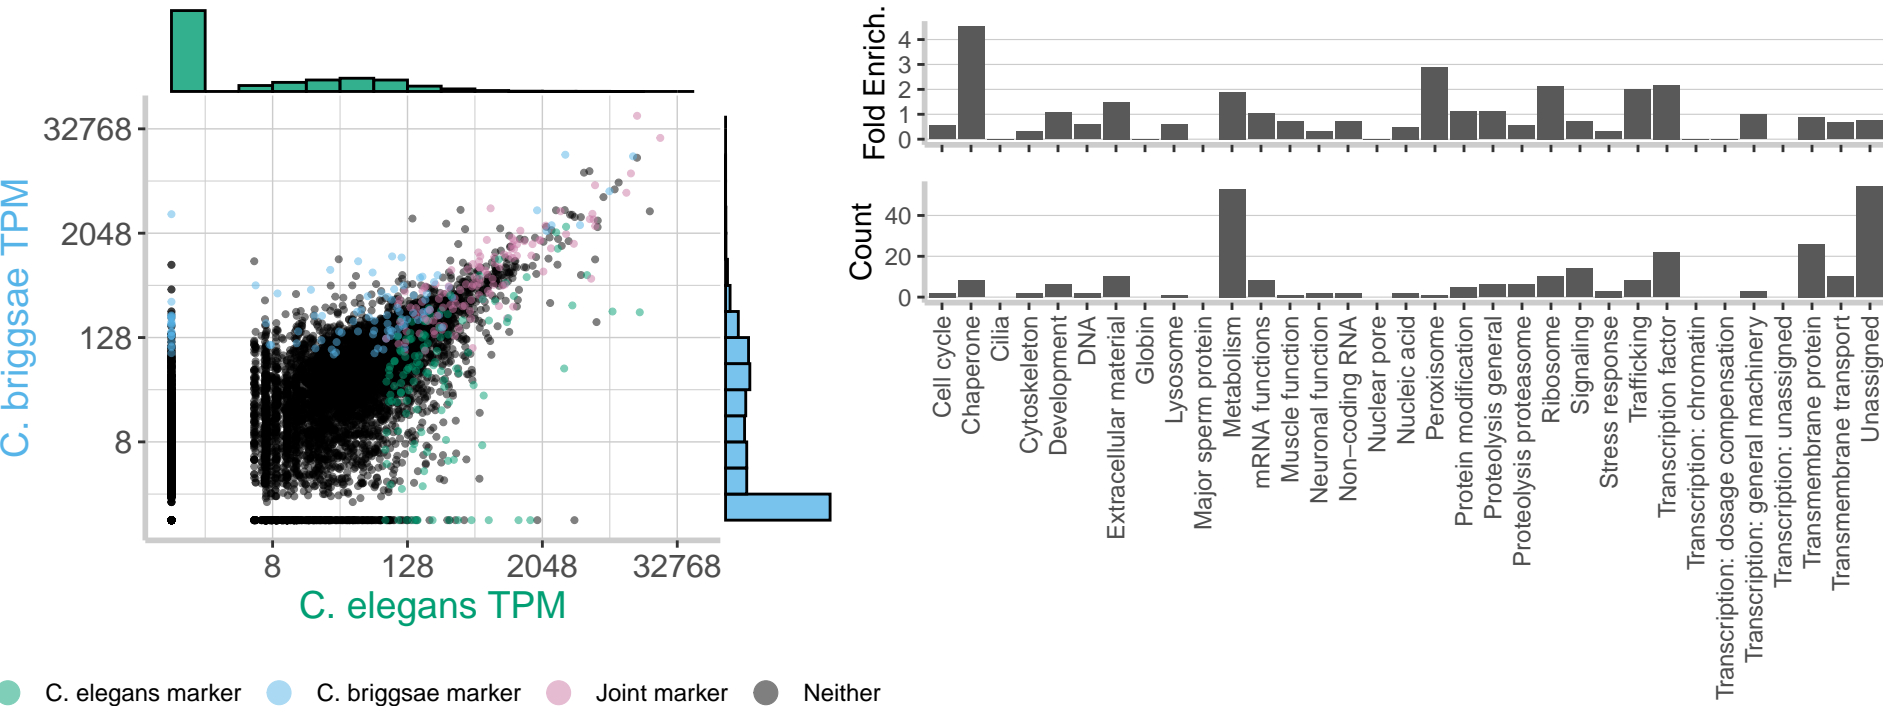 32768
2048
128
8
C. briggsae TPM
8
128
2048
32768
C. elegans TPM
C. elegans marker
C. briggsae marker
Joint marker
Neither
Fold Enrich.
4
3
2
1
0
Count
40
20
0
Cell cycle
Chaperone
Cilia
Cytoskeleton
Development
DNA
Extracellular material
Globin
Lysosome
Major sperm protein
Metabolism
mRNA functions
Muscle function
Neuronal function
Non−coding RNA
Nuclear pore
Nucleic acid
Peroxisome
Protein modification
Proteolysis general
Proteolysis proteasome
Ribosome
Signaling
Stress response
Trafficking
Transcription factor
Transcription: chromatin
Transcription: dosage compensation
Transcription: general machinery
Transcription: unassigned
Transmembrane protein
Transmembrane transport
Unassigned